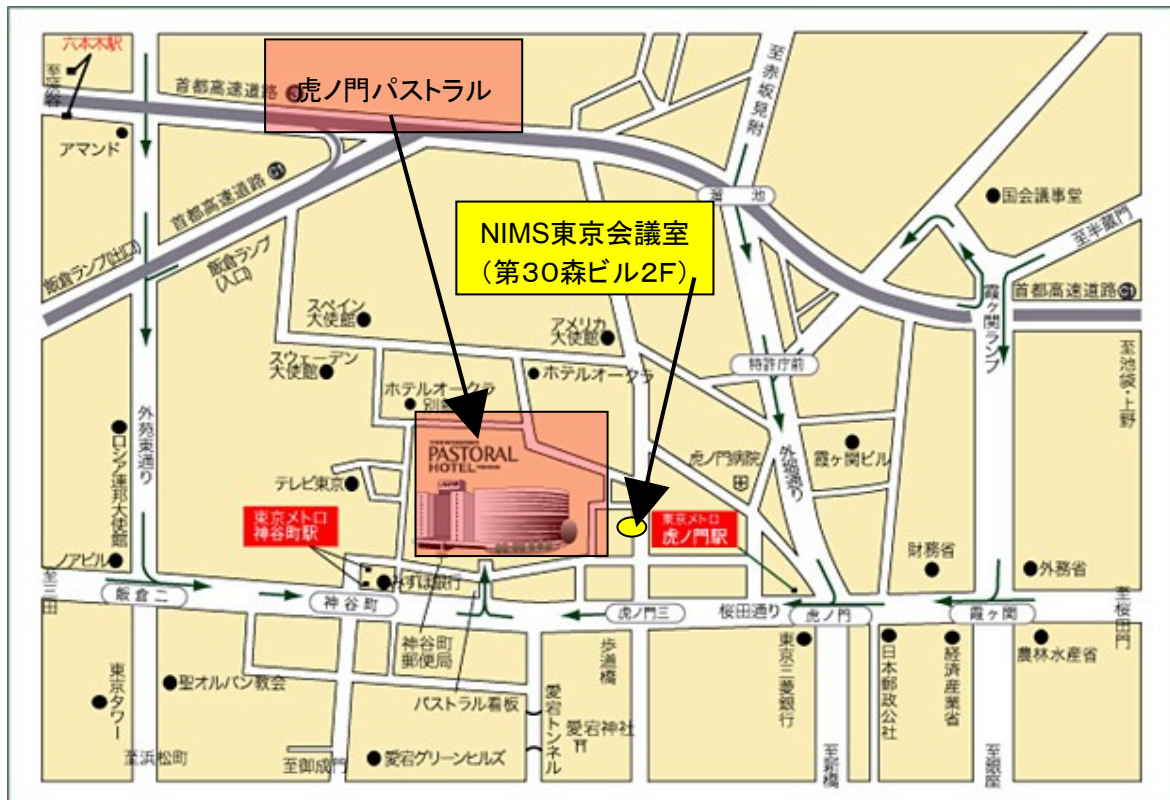 六本木駅
至渋谷
首都高速道路
虎ノ門パストラル
至赤坂見附
アマンド
首都高速道路 C1
溜池
国会議事堂
至半蔵門
NIMS東京会議室
(第30森ビル2F)
飯倉ランプ(出口)
飯倉ランプ
(入口)
首都高速道路 C1
霞ヶ関ランプ
スペイン
大使館
アメリカ
大使館
至池袋・上野
スウェーデン
大使館
ホテルオークラ
特許庁前
ホテルオークラ
別館
外苑東通り
ロシア連邦大使館
PASTORAL
HOTEL
虎ノ門病院
外堀通り
霞ヶ関ビル
テレビ東京
東京メトロ
神谷町駅
東京メトロ
虎ノ門駅
ノアビル
財務省
外務省
至三田
みずほ銀行
飯倉二
神谷町
虎ノ門三
桜田通り
虎ノ門
霞ヶ関
至桜田門
神谷町
郵便局
歩道橋
東京三菱銀行
日本郵政公社
経済産業省
農林水産省
東京タワー
聖オルバン教会
パストラル看板
愛宕トンネル
愛宕神社
至浜松町
至御成門
愛宕グリーンヒルズ
至新橋
至銀座